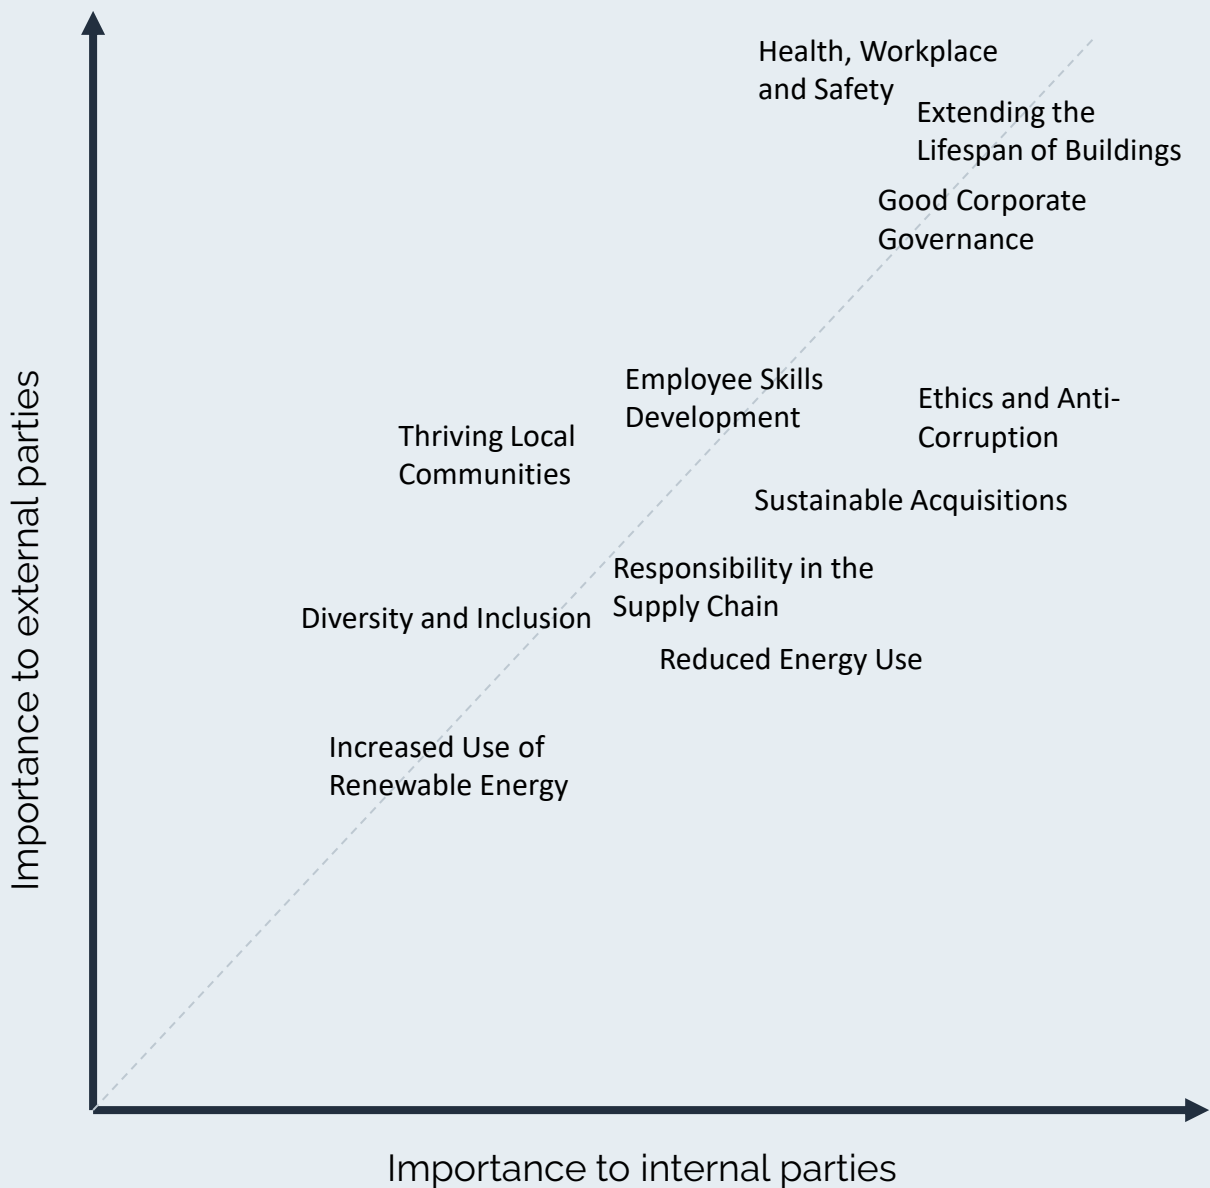 Health, Workplace
and Safety
Extending the
Lifespan of Buildings
Good Corporate
Governance
Employee Skills
Development
Ethics and Anti-
Corruption
Thriving Local
Communities
Sustainable Acquisitions
Responsibility in the
Supply Chain
Diversity and Inclusion
Reduced Energy Use
Increased Use of
Renewable Energy
Importance to external parties
Importance to internal parties